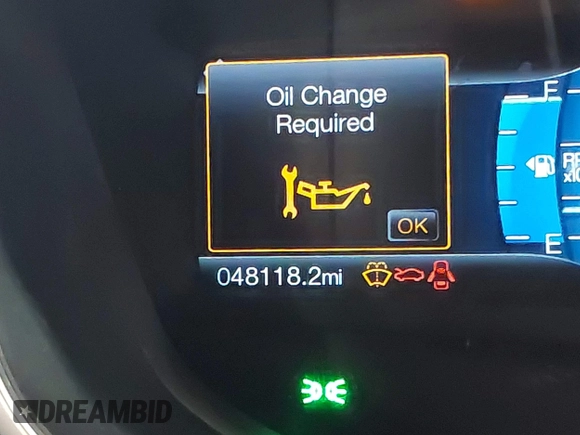 Oil Change
Required
OK
048118.2mi
F
E
DREAMBID